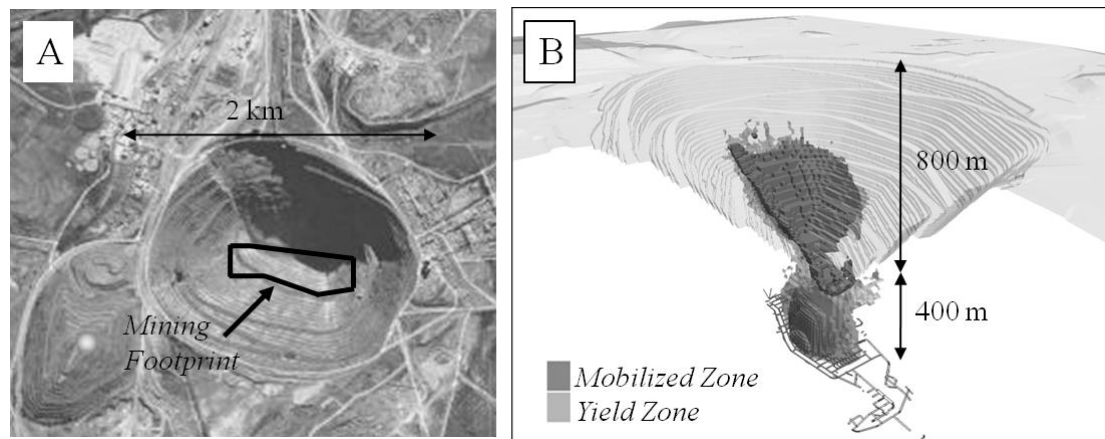 A
2 km
Mining
Footprint
B
800 m
400 m
Mobilized Zone
Yield Zone